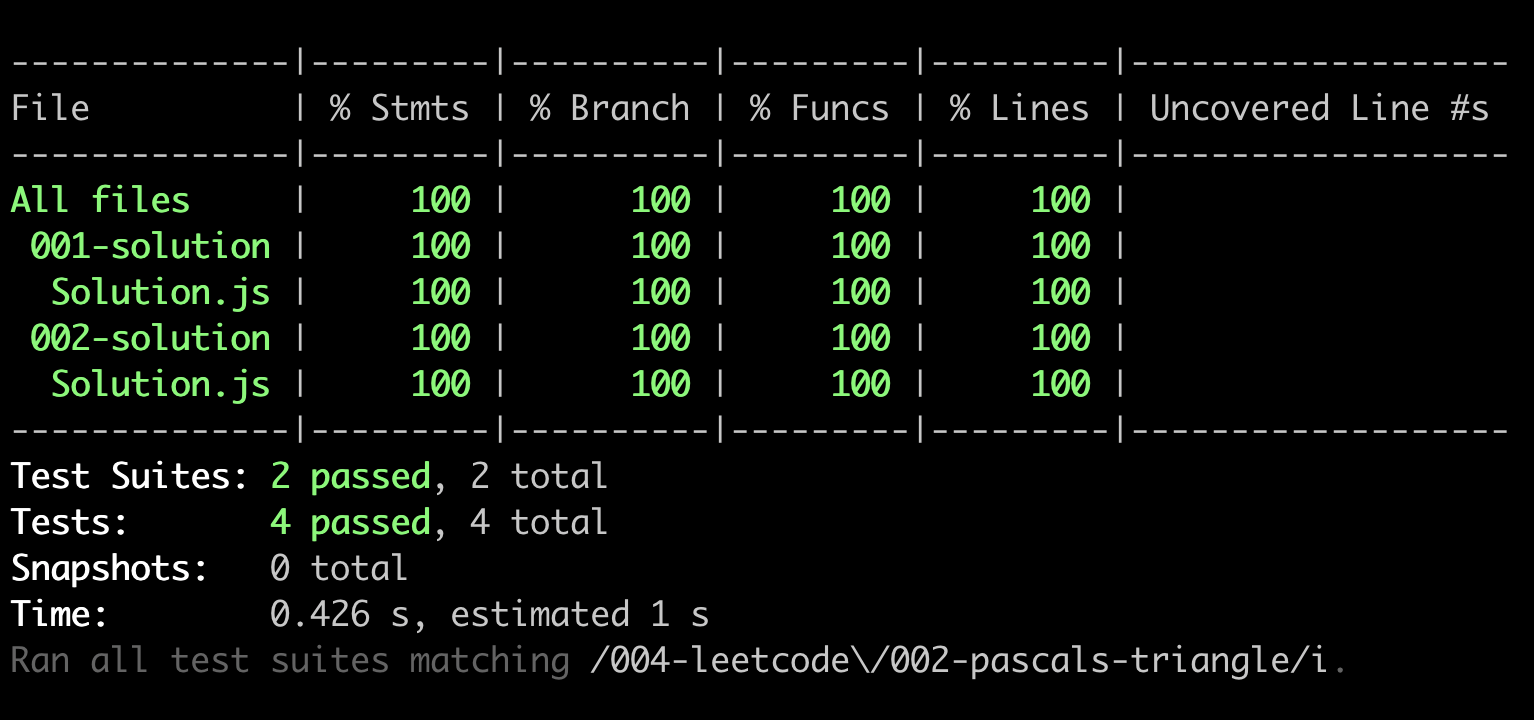 --------------|---------|----------|---------|---------|-------------------
File          | % Stmts | % Branch | % Funcs | % Lines | Uncovered Line #s
--------------|---------|----------|---------|---------|-------------------
All files     |     100 |      100 |     100 |     100 |
 001-solution |     100 |      100 |     100 |     100 |
  Solution.js |     100 |      100 |     100 |     100 |
 002-solution |     100 |      100 |     100 |     100 |
  Solution.js |     100 |      100 |     100 |     100 |
--------------|---------|----------|---------|---------|-------------------
Test Suites: 2 passed, 2 total
Tests:       4 passed, 4 total
Snapshots:   0 total
Time:        0.426 s, estimated 1 s
Ran all test suites matching /004-leetcode\/002-pascals-triangle/i.